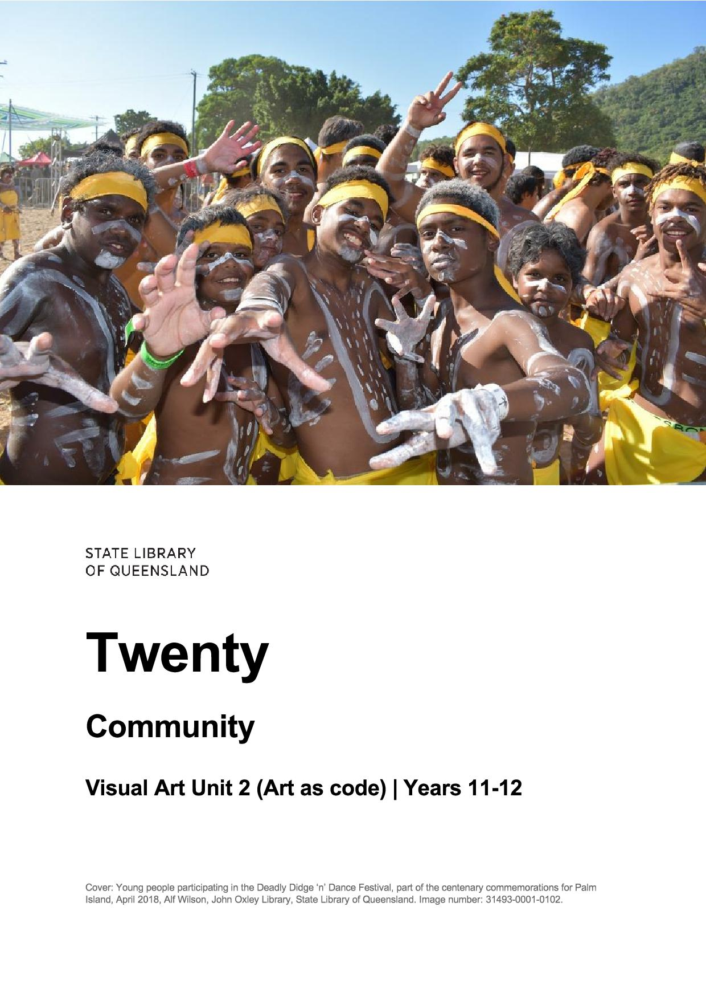 STATE LIBRARY
OF QUEENSLAND
Twenty
Community
Visual Art Unit 2 (Art as code) | Years 11-12
Cover: Young people participating in the Deadly Didge ‘n’ Dance Festival, part of the centenary commemorations for Palm
Island, April 2018, Alf Wilson, John Oxley Library, State Library of Queensland. Image number: 31493-0001-0102.